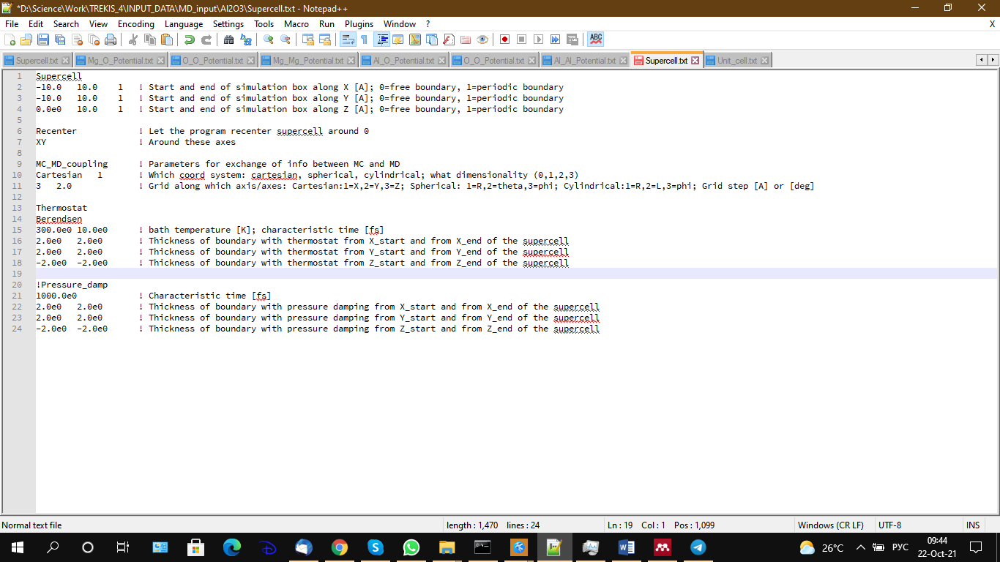 *D:\Science\Work\TREKIS_4\INPUT_DATA\MD_input\Al2O3\Supercell.txt - Notepad++
File Edit Search View Encoding Language Settings Tools Macro Run Plugins Window ? X
Supercell.txt Mg_O_Potential.txt O_O_Potential.txt Mg_Mg_Potential.txt Al_O_Potential.txt O_O_Potential.txt Al_Al_Potential.txt Supercell.txt Unit_cell.txt
1 Supercell
2 -10.0 10.0 1 ! Start and end of simulation box along X [A]; 0=free boundary, 1=periodic boundary
3 -10.0 10.0 1 ! Start and end of simulation box along Y [A]; 0=free boundary, 1=periodic boundary
4 0.0e0 10.0 1 ! Start and end of simulation box along Z [A]; 0=free boundary, 1=periodic boundary
5
6 Recenter ! Let the program recenter supercell around 0
7 XY ! Around these axes
8
9 MC_MD_coupling ! Parameters for exchange of info between MC and MD
10 Cartesian 1 ! Which coord system: cartesian, spherical, cylindrical; what dimensionality (0,1,2,3)
11 3 2.0 ! Grid along which axis/axes: Cartesian:1=X,2=Y,3=Z; Spherical: 1=R,2=theta,3=phi; Cylindrical:1=R,2=L,3=phi; Grid step [A] or [deg]
12
13 Thermostat
14 Berendsen
15 300.0e0 10.0e0 ! bath temperature [K]; characteristic time [fs]
16 2.0e0 2.0e0 ! Thickness of boundary with thermostat from X_start and from X_end of the supercell
17 2.0e0 2.0e0 ! Thickness of boundary with thermostat from Y_start and from Y_end of the supercell
18 -2.0e0 -2.0e0 ! Thickness of boundary with thermostat from Z_start and from Z_end of the supercell
19
20 !Pressure_damp
21 1000.0e0 ! Characteristic time [fs]
22 2.0e0 2.0e0 ! Thickness of boundary with pressure damping from X_start and from X_end of the supercell
23 2.0e0 2.0e0 ! Thickness of boundary with pressure damping from Y_start and from Y_end of the supercell
24 -2.0e0 -2.0e0 ! Thickness of boundary with pressure damping from Z_start and from Z_end of the supercell
Normal text file length : 1,470 lines : 24 Ln : 19 Col : 1 Pos : 1,099 Windows (CR LF) UTF-8 INS
26°C РУС 09:44
22-Oct-21